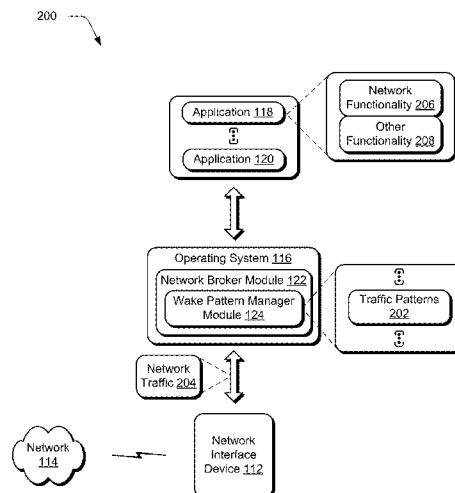 200
Application 118
Application 120
Network
Functionality 206
Other
Functionality 208
Operating System 116
Network Broker Module 122
Wake Pattern Manager
Module 124
Traffic Patterns
202
Network
Traffic 204
Network
114
Network
Interface
Device 112